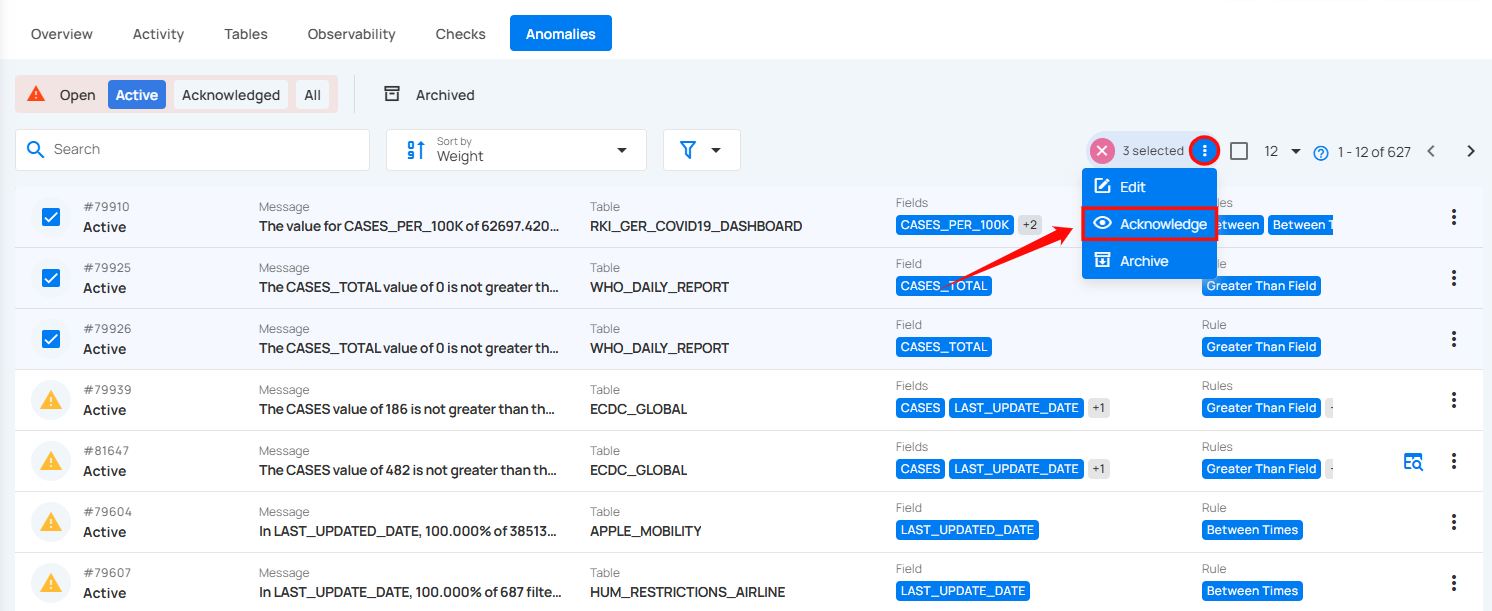 Overview Activity Tables Observability Checks Anomalies
Open Active Acknowledged All Archived
Search
Sort by
Weight
3 selected
12
1 - 12 of 627
Edit
Acknowledge
Archive
#79910
Active
Message
The value for CASES_PER_100K of 62697.420...
Table
RKI_GER_COVID19_DASHBOARD
Fields
CASES_PER_100K +2
Between T
#79925
Active
Message
The CASES_TOTAL value of 0 is not greater th...
Table
WHO_DAILY_REPORT
Field
CASES_TOTAL
Greater Than Field
#79926
Active
Message
The CASES_TOTAL value of 0 is not greater th...
Table
WHO_DAILY_REPORT
Field
CASES_TOTAL
Rule
Greater Than Field
#79939
Active
Message
The CASES value of 186 is not greater than th...
Table
ECDC_GLOBAL
Fields
CASES LAST_UPDATE_DATE +1
Rules
Greater Than Field
#81647
Active
Message
The CASES value of 482 is not greater than th...
Table
ECDC_GLOBAL
Fields
CASES LAST_UPDATE_DATE +1
Rules
Greater Than Field
#79604
Active
Message
In LAST_UPDATED_DATE, 100.000% of 38513...
Table
APPLE_MOBILITY
Field
LAST_UPDATED_DATE
Rule
Between Times
#79607
Active
Message
In LAST_UPDATE_DATE, 100.000% of 687 filte...
Table
HUM_RESTRICTIONS_AIRLINE
Field
LAST_UPDATE_DATE
Rule
Between Times